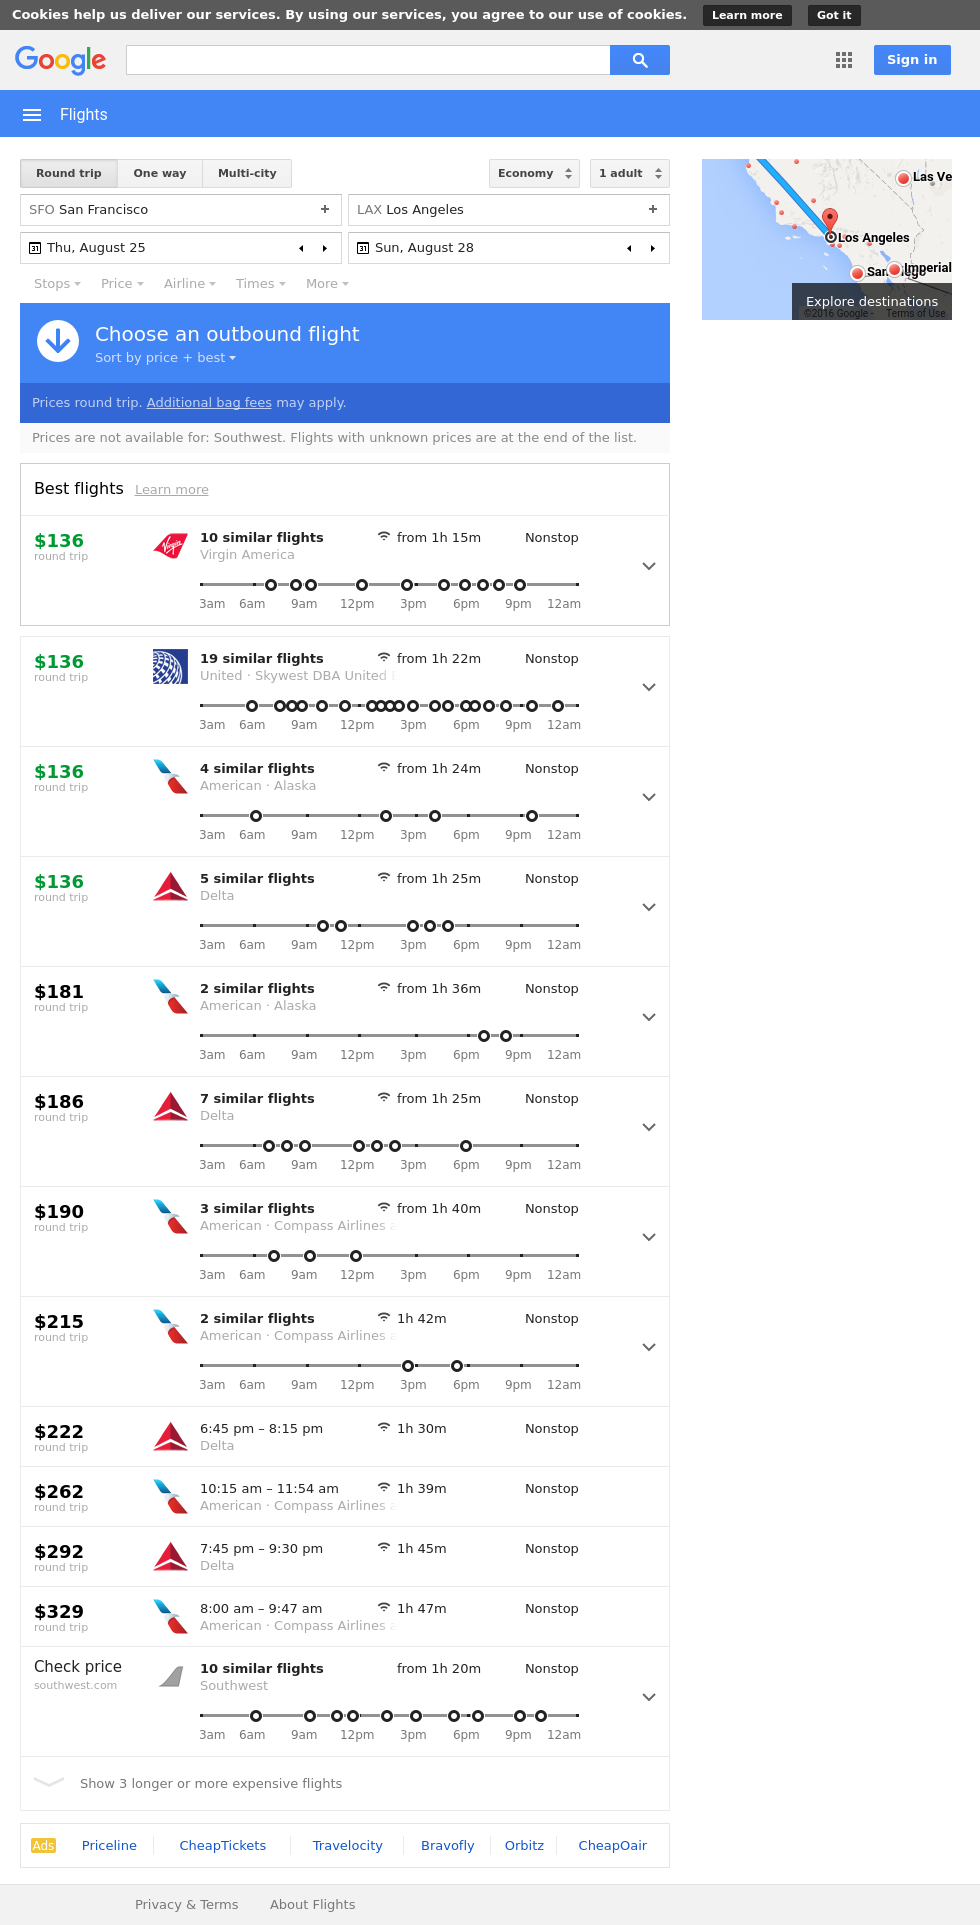 Cookies help us deliver our services. By using our services, you agree to our use of cookies. Learn more Got it
Google Sign in
Flights
Round trip One way Multi-city Economy 1 adult
SFO San Francisco + LAX Los Angeles +
31 Thu, August 25 31 Sun, August 28
Stops Price Airline Times More
Las Ve
Los Angeles
Imperial
Explore destinations
©2016 Google - Terms of Use
Choose an outbound flight
Sort by price + best
Prices round trip. Additional bag fees may apply.
Prices are not available for: Southwest. Flights with unknown prices are at the end of the list.
Best flights Learn more
$136 10 similar flights from 1h 15m Nonstop
round trip Virgin America
3am 6am 9am 12pm 3pm 6pm 9pm 12am
$136 19 similar flights from 1h 22m Nonstop
round trip United · Skywest DBA United
3am 6am 9am 12pm 3pm 6pm 9pm 12am
$136 4 similar flights from 1h 24m Nonstop
round trip American · Alaska
3am 6am 9am 12pm 3pm 6pm 9pm 12am
$136 5 similar flights from 1h 25m Nonstop
round trip Delta
3am 6am 9am 12pm 3pm 6pm 9pm 12am
$181 2 similar flights from 1h 36m Nonstop
round trip American · Alaska
3am 6am 9am 12pm 3pm 6pm 9pm 12am
$186 7 similar flights from 1h 25m Nonstop
round trip Delta
3am 6am 9am 12pm 3pm 6pm 9pm 12am
$190 3 similar flights from 1h 40m Nonstop
round trip American · Compass Airlines a
3am 6am 9am 12pm 3pm 6pm 9pm 12am
$215 2 similar flights 1h 42m Nonstop
round trip American · Compass Airlines a
3am 6am 9am 12pm 3pm 6pm 9pm 12am
$222 6:45 pm – 8:15 pm 1h 30m Nonstop
round trip Delta
$262 10:15 am – 11:54 am 1h 39m Nonstop
round trip American · Compass Airlines a
$292 7:45 pm – 9:30 pm 1h 45m Nonstop
round trip Delta
$329 8:00 am – 9:47 am 1h 47m Nonstop
round trip American · Compass Airlines a
Check price 10 similar flights from 1h 20m Nonstop
southwest.com Southwest
3am 6am 9am 12pm 3pm 6pm 9pm 12am
Show 3 longer or more expensive flights
Ads Priceline CheapTickets Travelocity Bravofly Orbitz CheapOair
Privacy & Terms About Flights